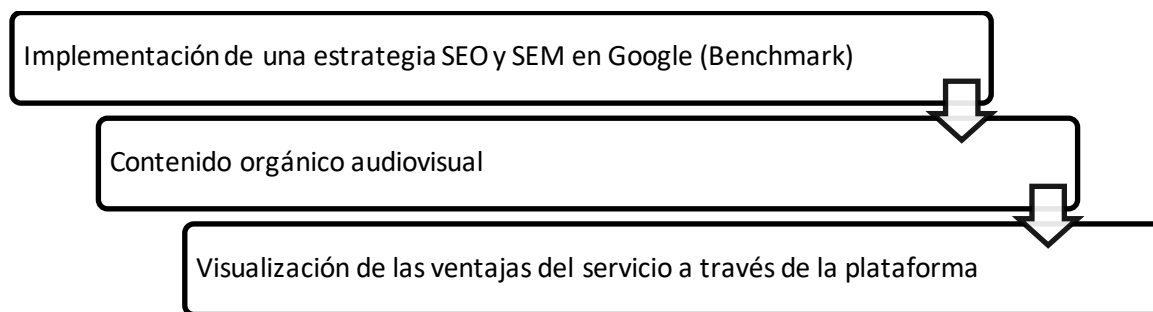 Implementación de una estrategia SEO y SEM en Google (Benchmark)
Contenido orgánico audiovisual
Visualización de las ventajas del servicio a través de la plataforma